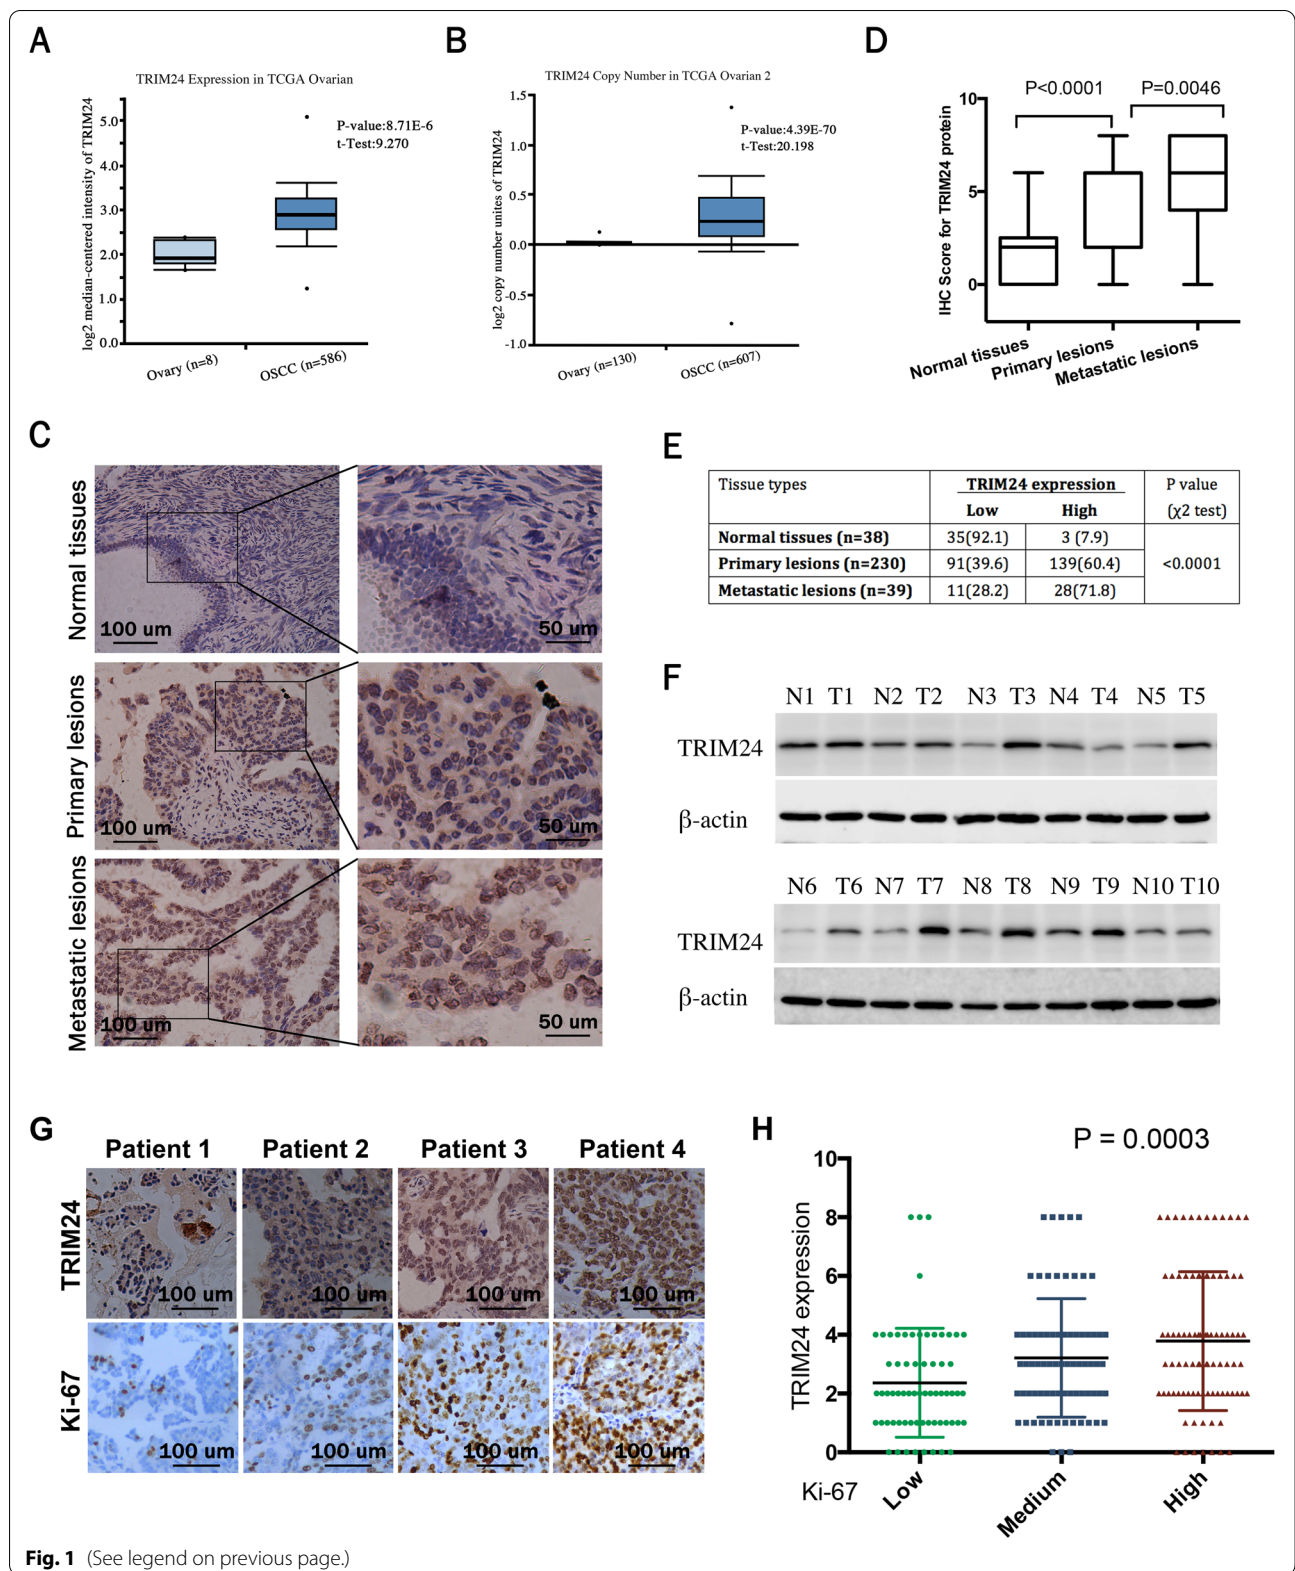 A
TRIM24 Expression in TCGA Ovarian
log2 median-centered intensity of TRIM24
5.0
4.0
3.0
2.0
1.0
0.0
P-value:8.71E-6
t-Test:9.270
Ovary (n=8)
OSCC (n=586)
B
TRIM24 Copy Number in TCGA Ovarian 2
log2 copy number unites of TRIM24
1.5
1.0
0.5
0.0
-0.5
-1.0
P-value:4.39E-70
t-Test:20.198
Ovary (n=130)
OSCC (n=607)
D
IHC Score for TRIM24 protein
10
5
0
P<0.0001
P=0.0046
Normal tissues
Primary lesions
Metastatic lesions
C
Normal tissues
100 um
50 um
Primary lesions
100 um
50 um
Metastatic lesions
100 um
50 um
E
Tissue types TRIM24 expression P value
Low High (χ2 test)
Normal tissues (n=38) 35(92.1) 3 (7.9)
Primary lesions (n=230) 91(39.6) 139(60.4) <0.0001
Metastatic lesions (n=39) 11(28.2) 28(71.8)
F
N1 T1 N2 T2 N3 T3 N4 T4 N5 T5
TRIM24
β-actin
N6 T6 N7 T7 N8 T8 N9 T9 N10 T10
TRIM24
β-actin
G
Patient 1 Patient 2 Patient 3 Patient 4
TRIM24
100 um 100 um 100 um 100 um
Ki-67
100 um 100 um 100 um 100 um
H
P = 0.0003
TRIM24 expression
10
8
6
4
2
0
Ki-67
Low
Medium
High
Fig. 1 (See legend on previous page.)